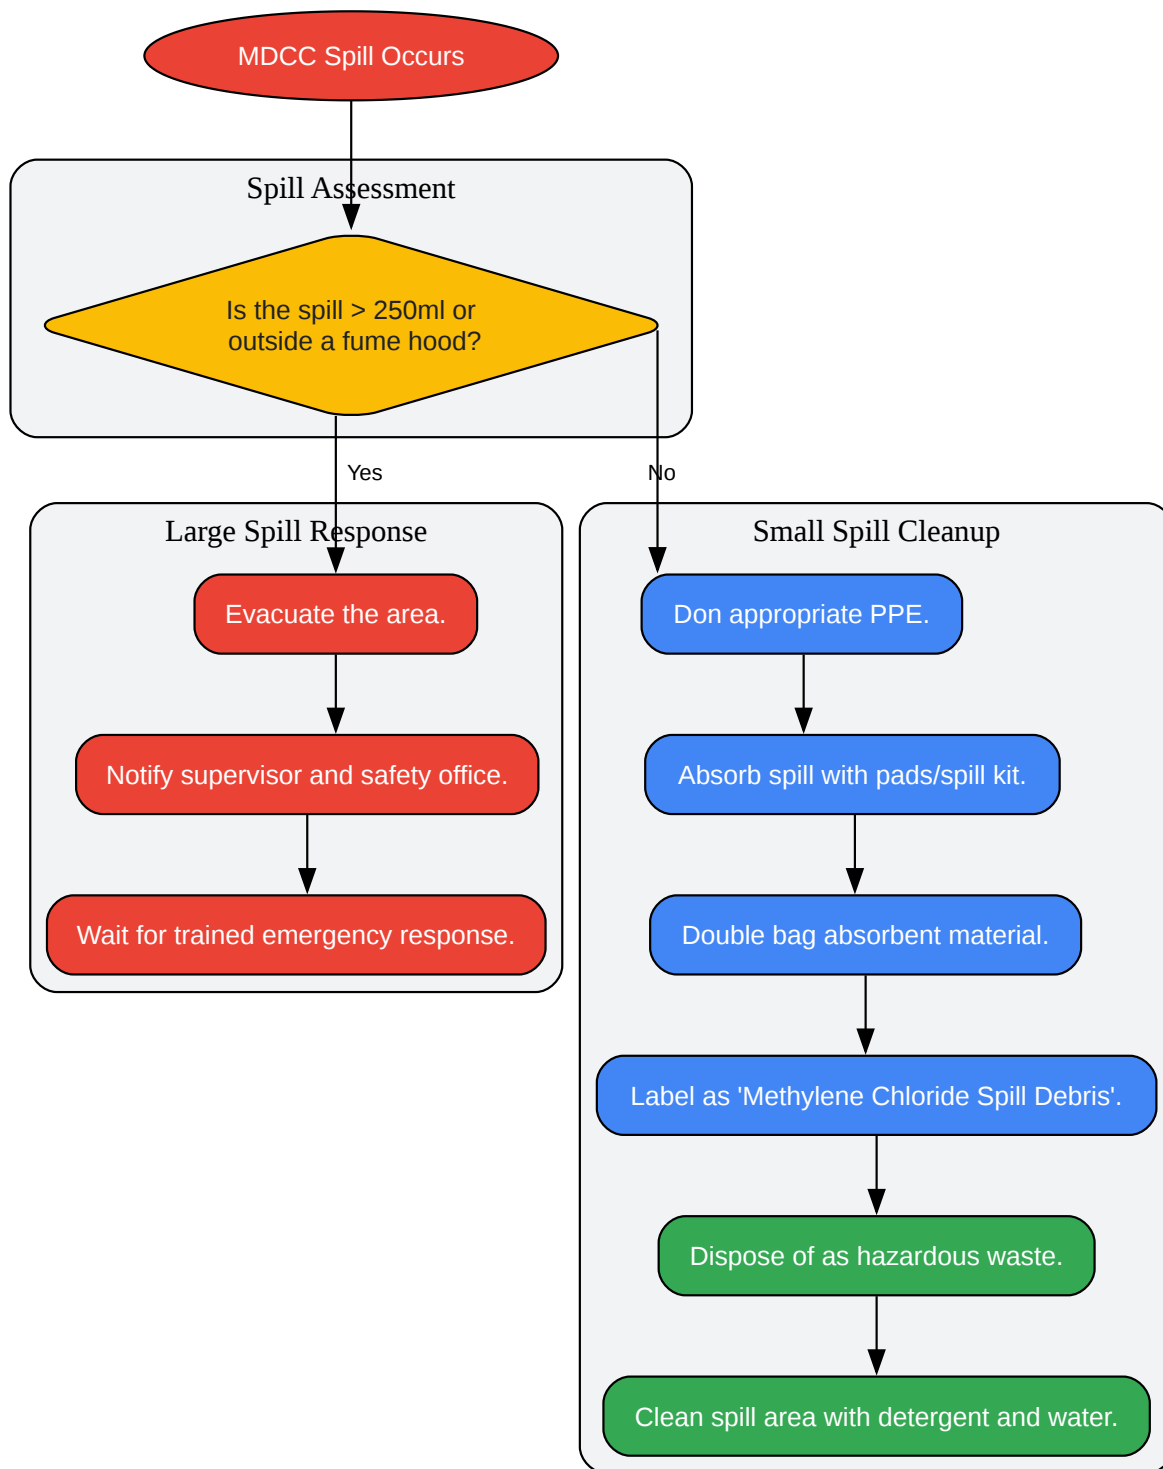 MDCC Spill Occurs
Spill Assessment
Is the spill > 250ml or
outside a fume hood?
Yes
No
Large Spill Response
Evacuate the area.
Notify supervisor and safety office.
Wait for trained emergency response.
Small Spill Cleanup
Don appropriate PPE.
Absorb spill with pads/spill kit.
Double bag absorbent material.
Label as 'Methylene Chloride Spill Debris'.
Dispose of as hazardous waste.
Clean spill area with detergent and water.